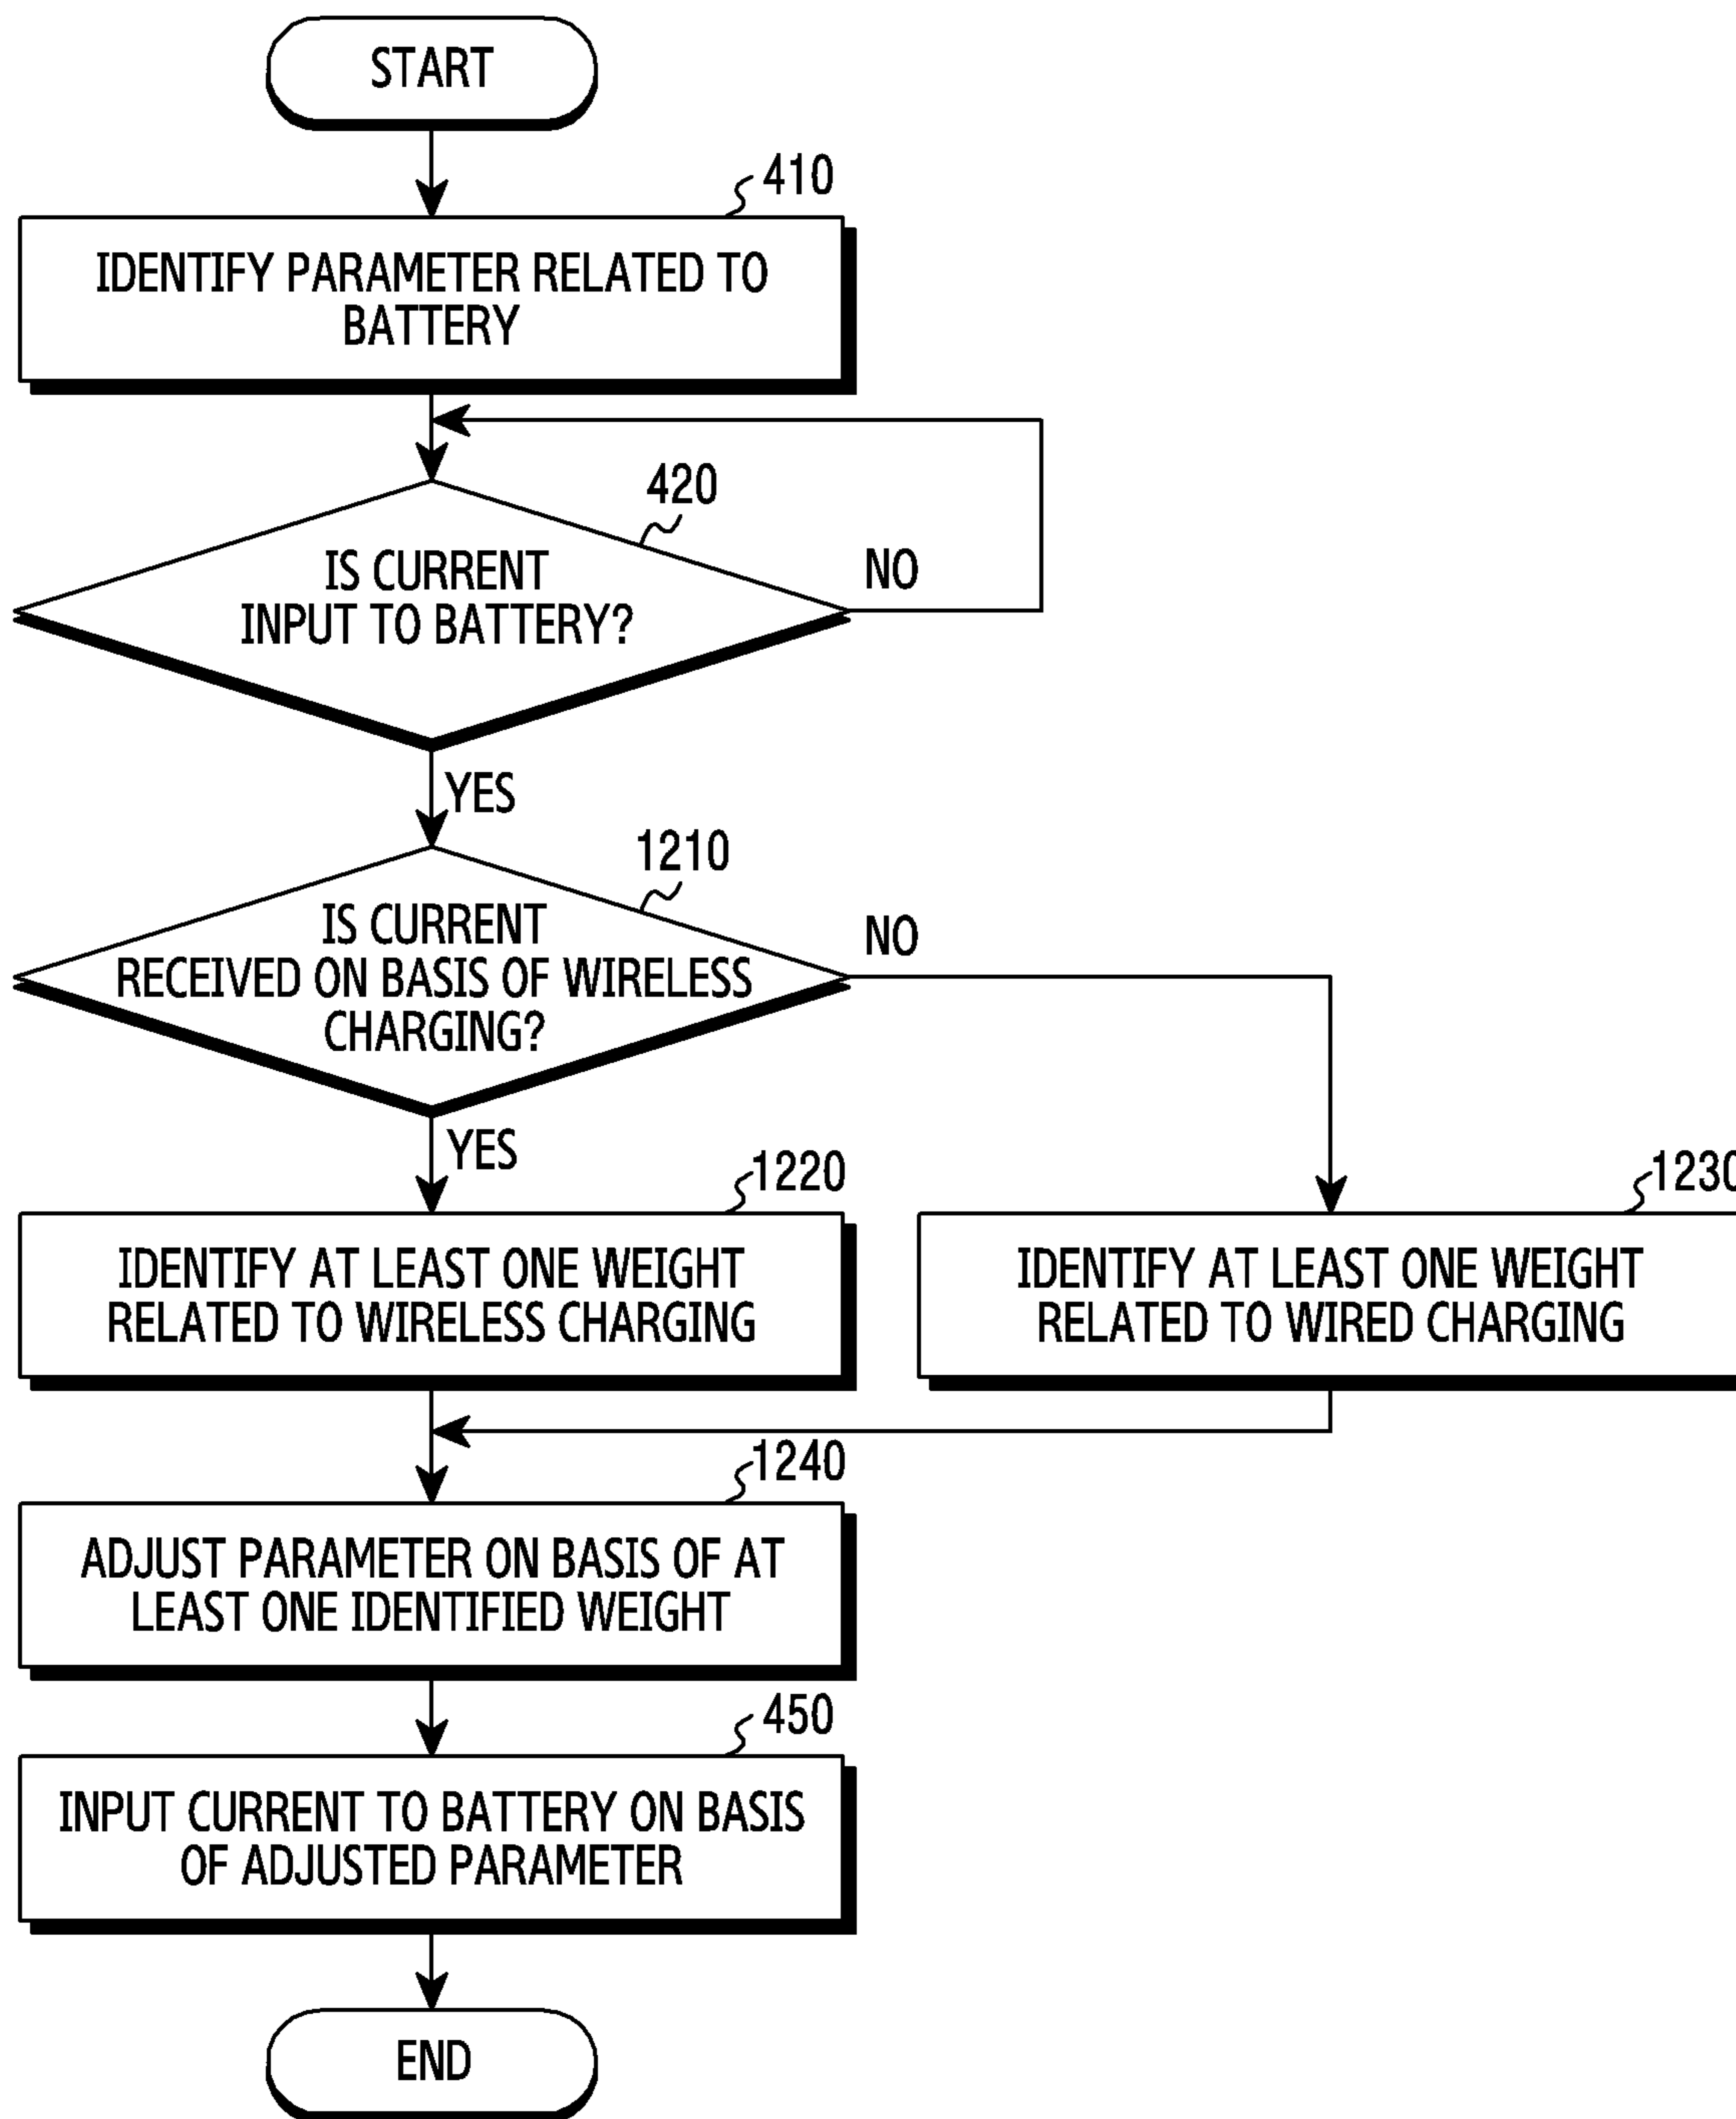 START
410
IDENTIFY PARAMETER RELATED TO
BATTERY
420
IS CURRENT
INPUT TO BATTERY?
NO
YES
1210
IS CURRENT
RECEIVED ON BASIS OF WIRELESS
CHARGING?
NO
YES
1220
IDENTIFY AT LEAST ONE WEIGHT
RELATED TO WIRELESS CHARGING
1230
IDENTIFY AT LEAST ONE WEIGHT
RELATED TO WIRED CHARGING
1240
ADJUST PARAMETER ON BASIS OF AT
LEAST ONE IDENTIFIED WEIGHT
450
INPUT CURRENT TO BATTERY ON BASIS
OF ADJUSTED PARAMETER
END